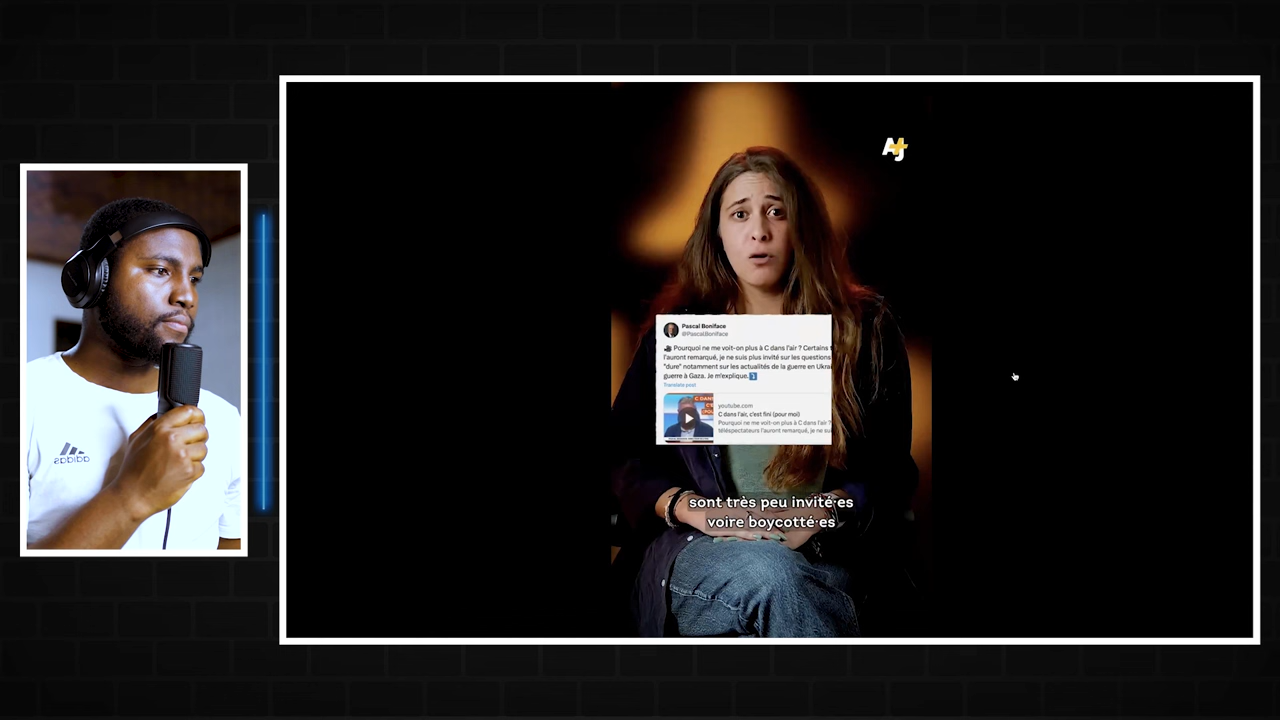 AJ+
Pascal Boniface
@PascalBoniface
Pourquoi ne me voit-on plus à C dans l'air ? Certains
l'auront remarqué, je ne suis plus invité sur les questions
"dure" notamment sur les actualités de la guerre en Ukra
guerre à Gaza. Je m'explique.
Translate post
C DANS
youtube.com
C dans l'air, c'est fini (pour moi)
Pourquoi ne me voit-on plus à C dans l'air ?
téléspectateurs l'auront remarqué, je ne su
sont très peu invité·es
voire boycotté·es
adidas